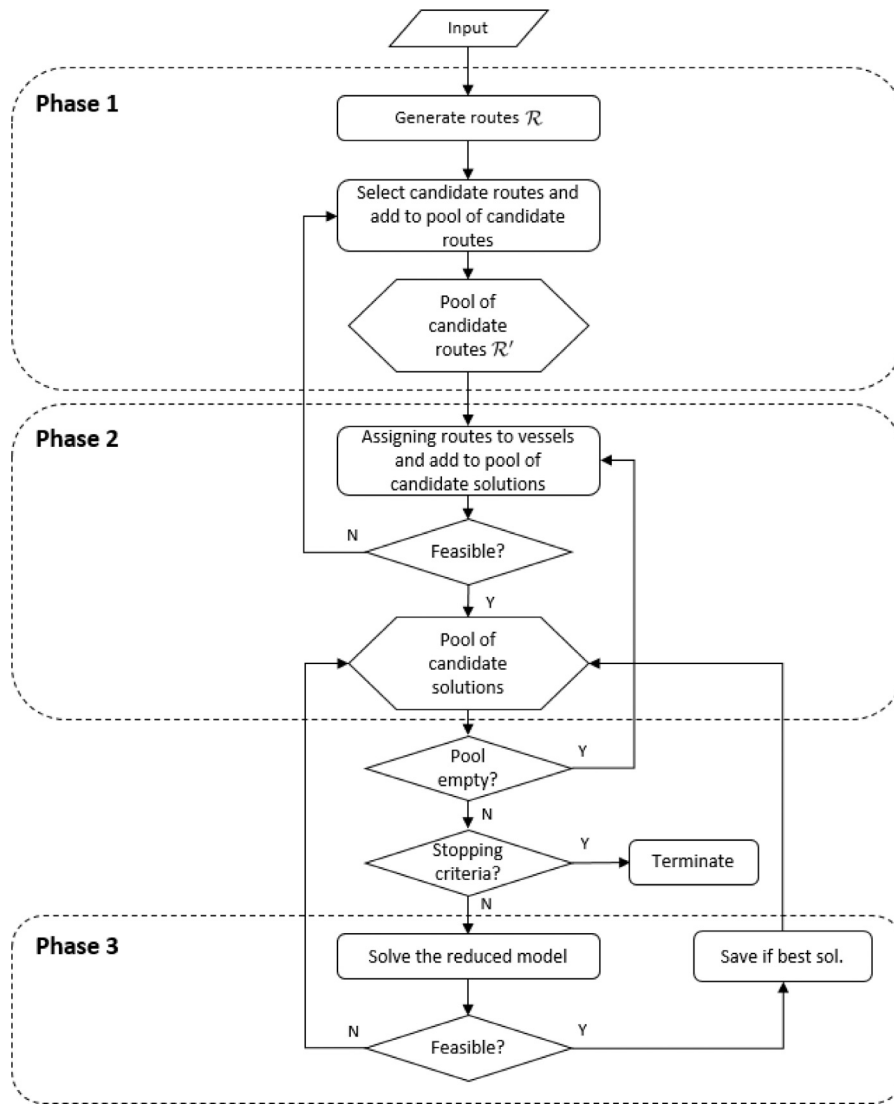 Input
Phase 1
Generate routes ℛ
Select candidate routes and
add to pool of candidate
routes
Pool of
candidate
routes ℛ′
Phase 2
Assigning routes to vessels
and add to pool of
candidate solutions
N
Feasible?
Y
Pool of
candidate
solutions
Pool
empty?
Y
N
Stopping
criteria?
Y
Terminate
N
Phase 3
Solve the reduced model
Save if best sol.
N
Feasible?
Y